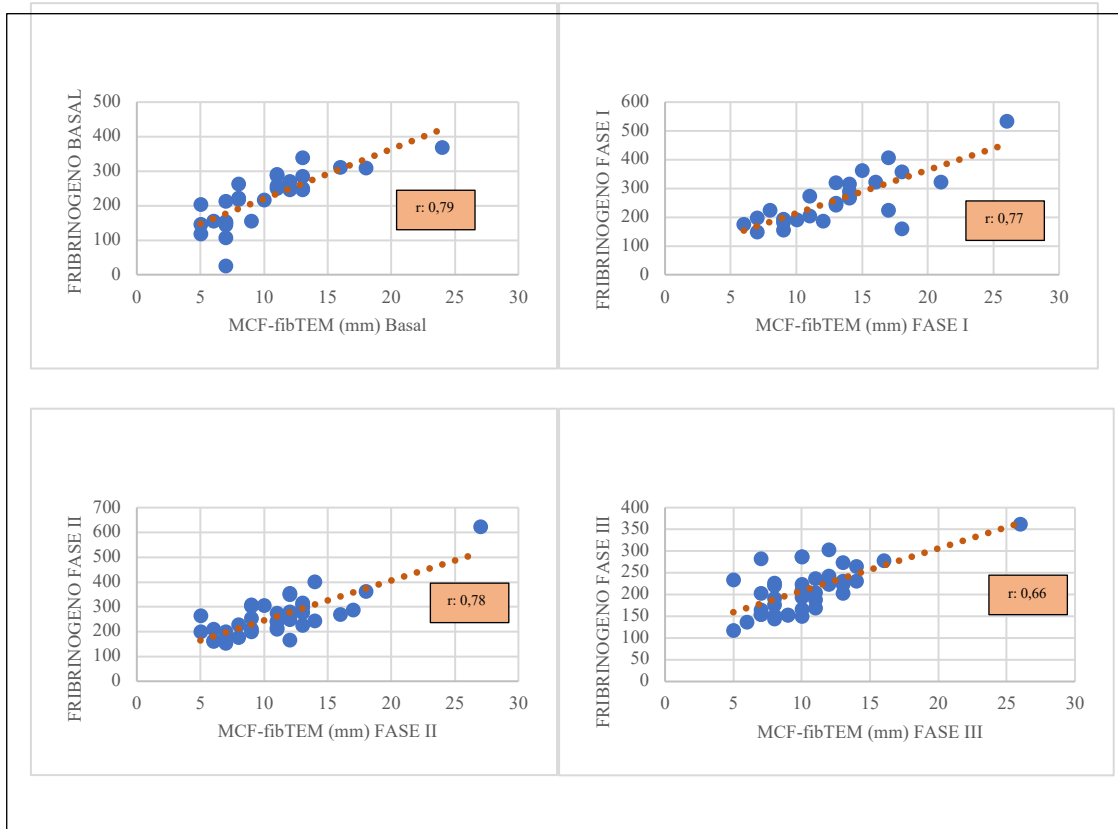 FRIBRINOGENO BASAL
500
400
300
200
100
0
r: 0,79
0 5 10 15 20 25 30
MCF-fibTEM (mm) Basal
FRIBRINOGENO FASE I
600
500
400
300
200
100
0
r: 0,77
0 5 10 15 20 25 30
MCF-fibTEM (mm) FASE I
FRIBRINOGENO FASE II
700
600
500
400
300
200
100
0
r: 0,78
0 5 10 15 20 25 30
MCF-fibTEM (mm) FASE II
FRIBRINOGENO FASE III
400
350
300
250
200
150
100
50
0
r: 0,66
0 5 10 15 20 25 30
MCF-fibTEM (mm) FASE III